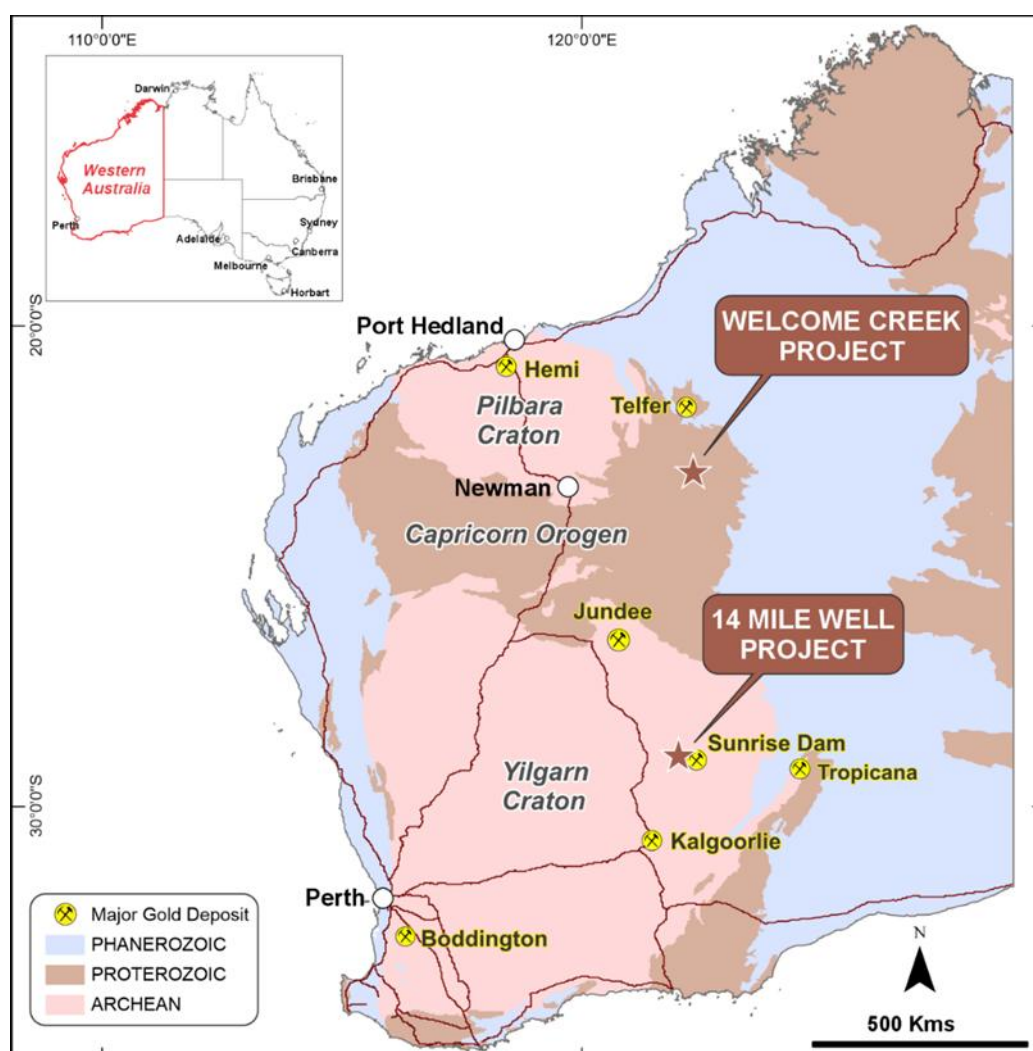 110°0'0"E
120°0'0"E
Darwin
Western
Australia
Brisbane
Perth
Sydney
Adelaide
Canberra
Melbourne
Horbart
20°0'0"S
Port Hedland
WELCOME CREEK
PROJECT
Hemi
Telfer
Pilbara
Craton
Newman
Capricorn Orogen
Jundee
14 MILE WELL
PROJECT
Sunrise Dam
Tropicana
Yilgarn
Craton
30°0'0"S
Kalgoorlie
Perth
Boddington
Major Gold Deposit
PHANEROZOIC
PROTEROZOIC
ARCHEAN
N
500 Kms